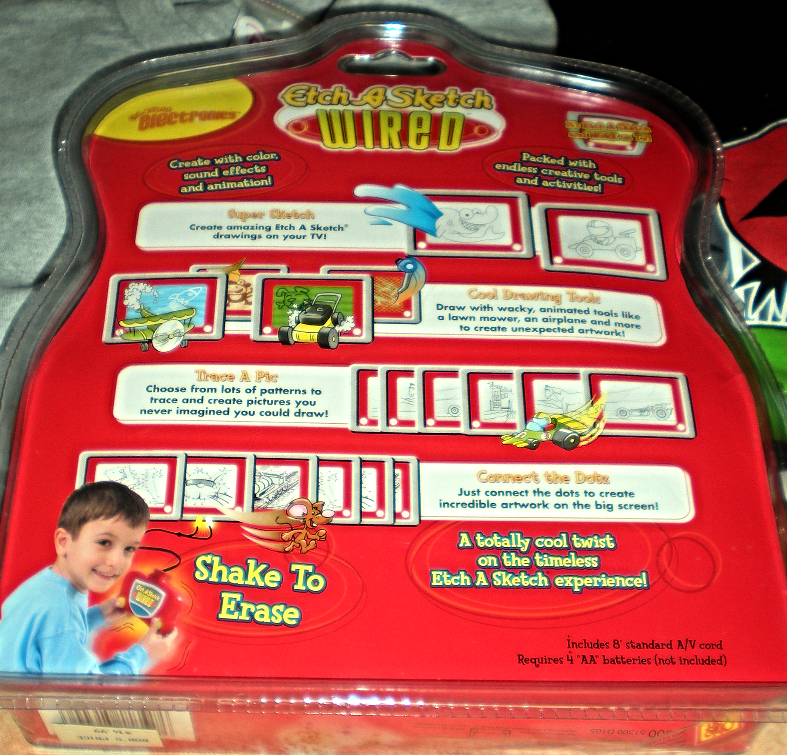 Electronics
Etch A Sketch
WIRED
Create with color,
sound effects
and animation!
Packed with
endless creative tools
and activities!
Super Sketch
Create amazing Etch A Sketch®
drawings on your TV!
Cool Drawing Tools
Draw with wacky, animated tools like
a lawn mower, an airplane and more
to create unexpected artwork!
Trace A Pic
Choose from lots of patterns to
trace and create pictures you
never imagined you could draw!
Connect the Dotz
Just connect the dots to create
incredible artwork on the big screen!
Shake To
Erase
A totally cool twist
on the timeless
Etch A Sketch experience!
Includes 8' standard A/V cord
Requires 4 "AA" batteries (not included)